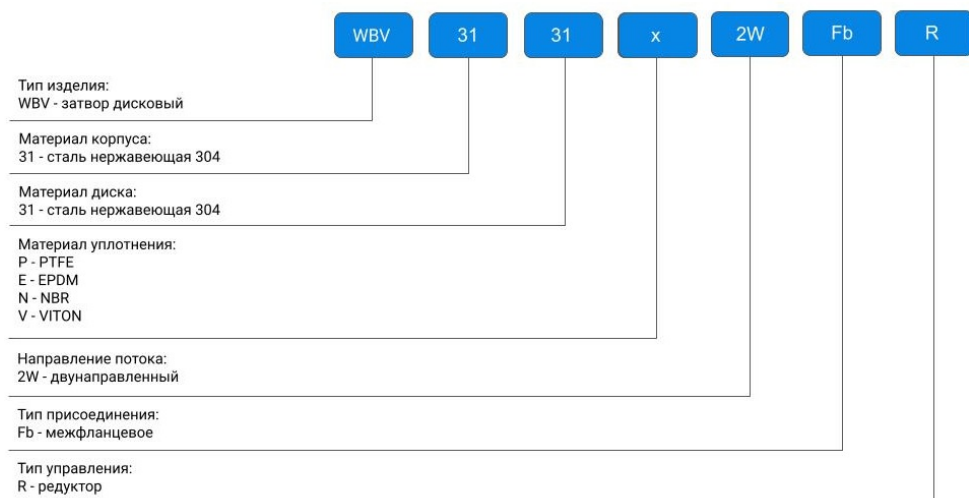 WBV 31 31 x 2W Fb R
Тип изделия:
WBV - затвор дисковый
Материал корпуса:
31 - сталь нержавеющая 304
Материал диска:
31 - сталь нержавеющая 304
Материал уплотнения:
P - PTFE
E - EPDM
N - NBR
V - VITON
Направление потока:
2W - двунаправленный
Тип присоединения:
Fb - межфланцевое
Тип управления:
R - редуктор